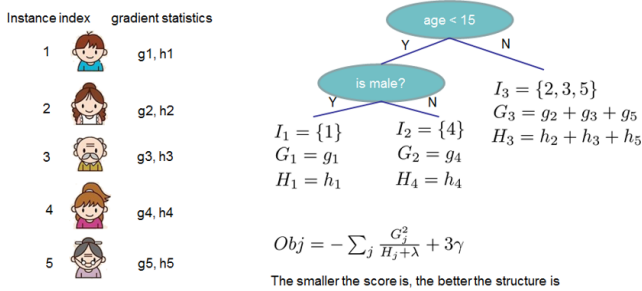 Instance index gradient statistics
1 g1, h1
2 g2, h2
3 g3, h3
4 g4, h4
5 g5, h5
age < 15
Y N
is male?
Y N
I₁ = {1}
G₁ = g₁
H₁ = h₁
I₂ = {4}
G₂ = g₄
H₄ = h₄
I₃ = {2, 3, 5}
G₃ = g₂ + g₃ + g₅
H₃ = h₂ + h₃ + h₅
Obj = −∑ⱼ Gⱼ²/(Hⱼ+λ) + 3γ
The smaller the score is, the better the structure is